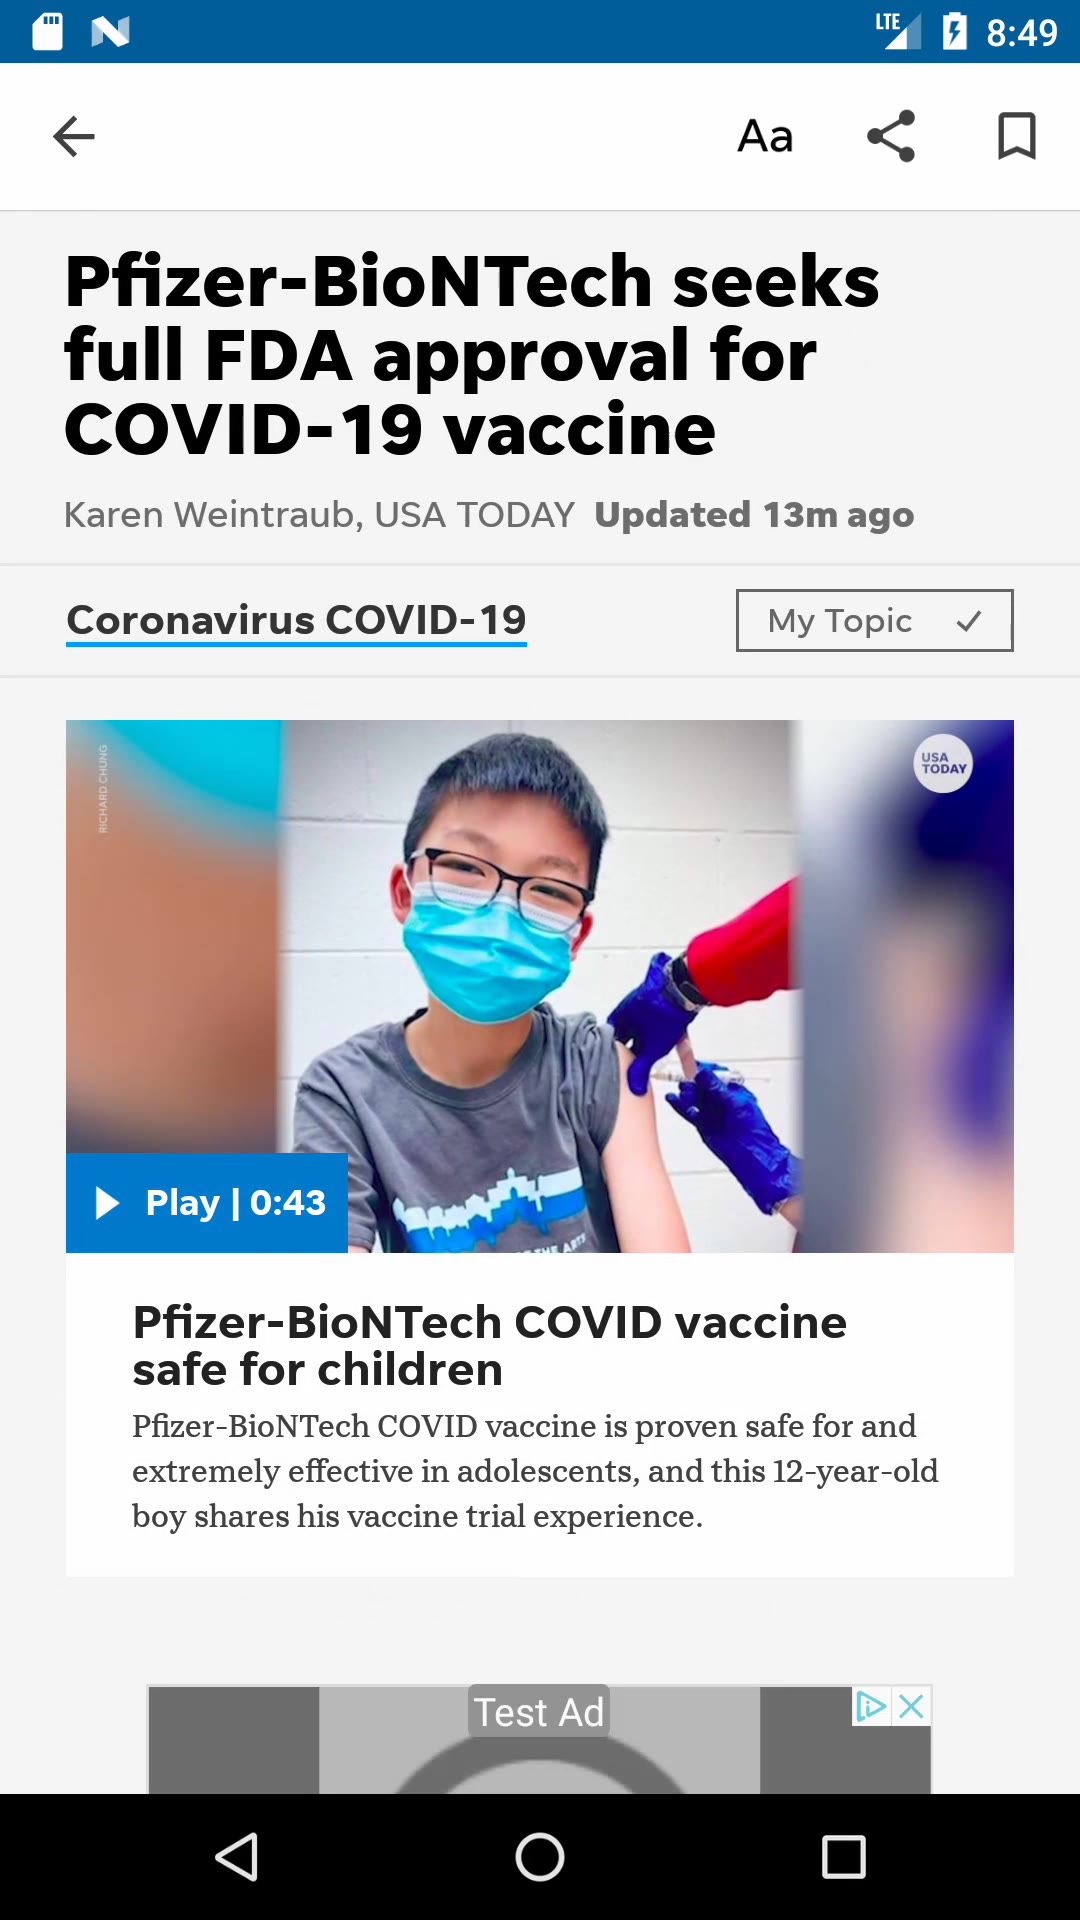 LTE 8:49
Aa
Pfizer-BioNTech seeks
full FDA approval for
COVID-19 vaccine
Karen Weintraub, USA TODAY Updated 13m ago
Coronavirus COVID-19
My Topic
RICHARD CHUNG
USA
TODAY
Play | 0:43
THE ARTS
Pfizer-BioNTech COVID vaccine
safe for children
Pfizer-BioNTech COVID vaccine is proven safe for and
extremely effective in adolescents, and this 12-year-old
boy shares his vaccine trial experience.
Test Ad